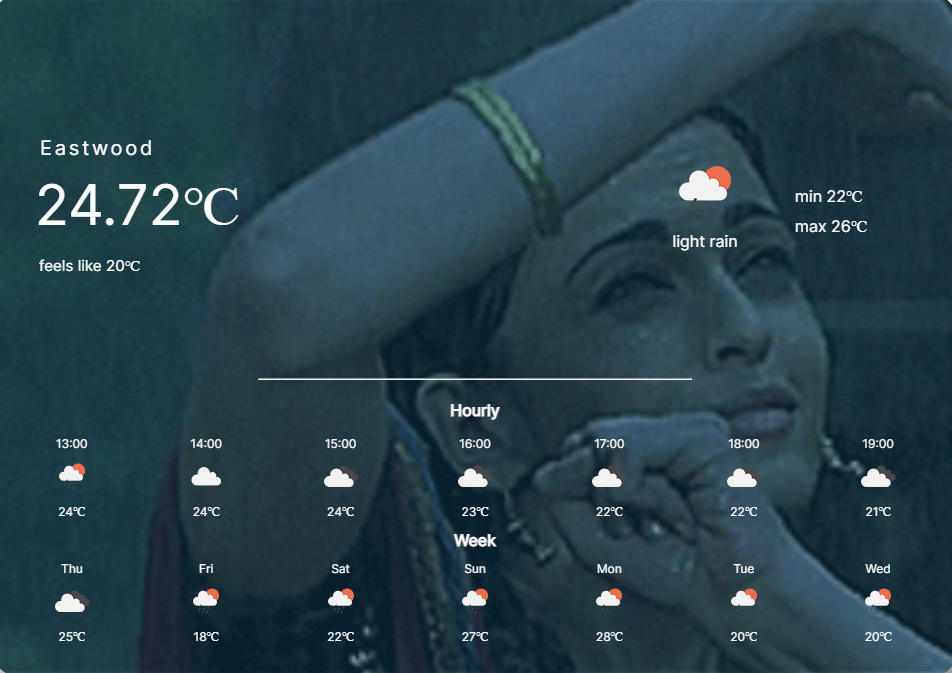 Eastwood
24.72℃
feels like 20℃
light rain
min 22℃
max 26℃
Hourly
13:00 14:00 15:00 16:00 17:00 18:00 19:00
24℃ 24℃ 24℃ 23℃ 22℃ 22℃ 21℃
Week
Thu Fri Sat Sun Mon Tue Wed
25℃ 18℃ 22℃ 27℃ 28℃ 20℃ 20℃